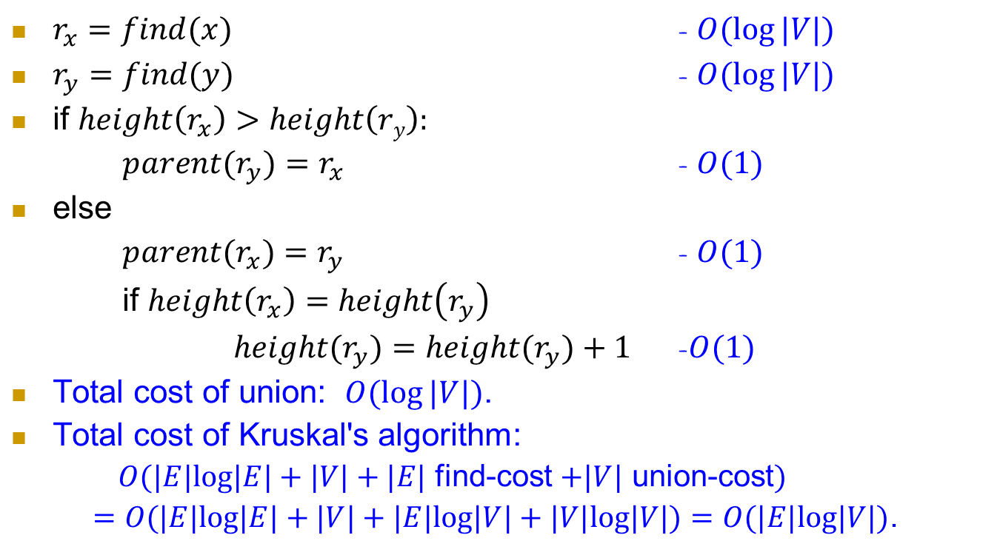 ▪ r_x = find(x) - O(log |V|)
▪ r_y = find(y) - O(log |V|)
▪ if height(r_x) > height(r_y):
parent(r_y) = r_x - O(1)
▪ else
parent(r_x) = r_y - O(1)
if height(r_x) = height(r_y)
height(r_y) = height(r_y) + 1 -O(1)
▪ Total cost of union: O(log |V|).
▪ Total cost of Kruskal's algorithm:
O(|E|log|E| + |V| + |E| find-cost +|V| union-cost)
= O(|E|log|E| + |V| + |E|log|V| + |V|log|V|) = O(|E|log|V|).